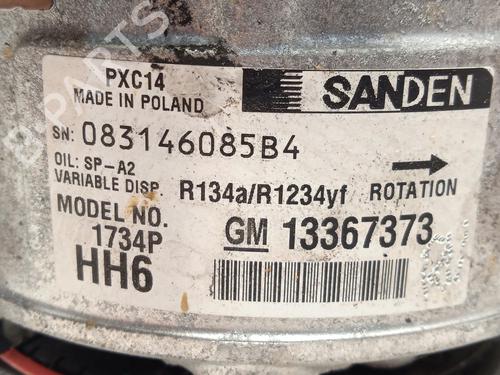 PXC14
MADE IN POLAND
SANDEN
SN: 083146085B4
OIL: SP-A2
VARIABLE DISP. R134a/R1234yf ROTATION
MODEL NO.
1734P
GM 13367373
HH6
B-PARTS